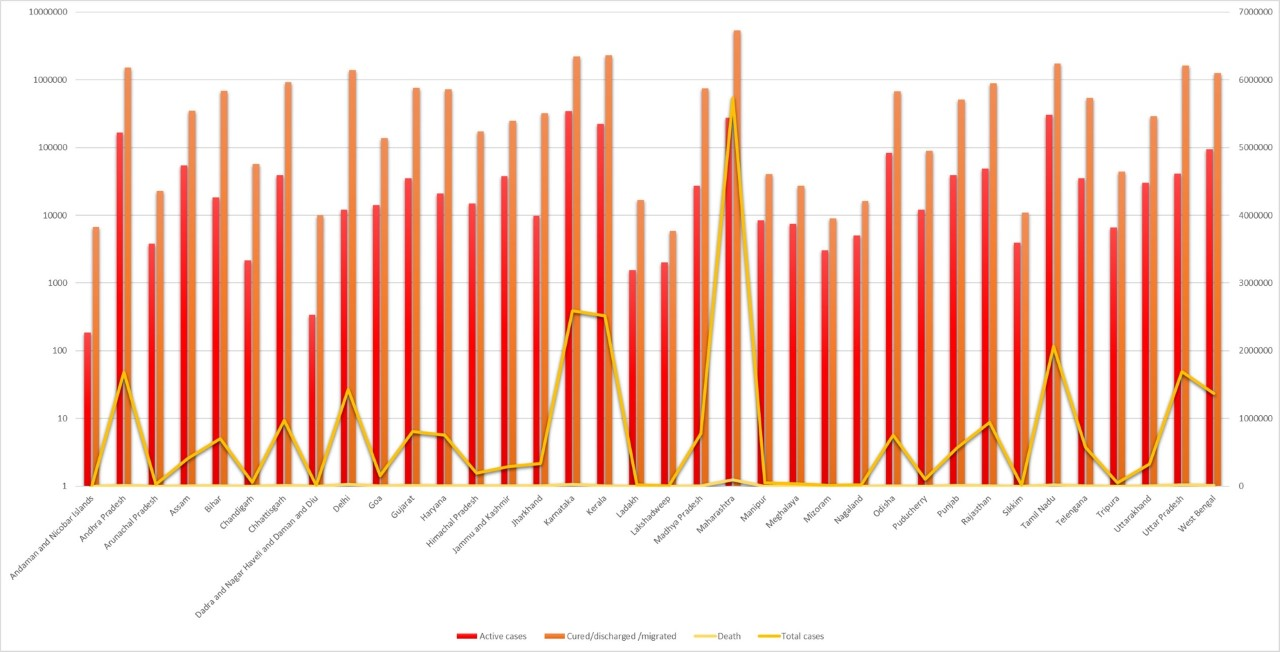 10000000
1000000
100000
10000
1000
100
10
1
7000000
6000000
5000000
4000000
3000000
2000000
1000000
0
Andaman and Nicobar Islands
Andhra Pradesh
Arunachal Pradesh
Assam
Bihar
Chandigarh
Chhattisgarh
Dadra and Nagar Haveli and Daman and Diu
Delhi
Goa
Gujarat
Haryana
Himachal Pradesh
Jammu and Kashmir
Jharkhand
Karnataka
Kerala
Ladakh
Lakshadweep
Madhya Pradesh
Maharashtra
Manipur
Meghalaya
Mizoram
Nagaland
Odisha
Puducherry
Punjab
Rajasthan
Sikkim
Tamil Nadu
Telengana
Tripura
Uttarakhand
Uttar Pradesh
West Bengal
Active cases Cured/discharged /migrated Death Total cases